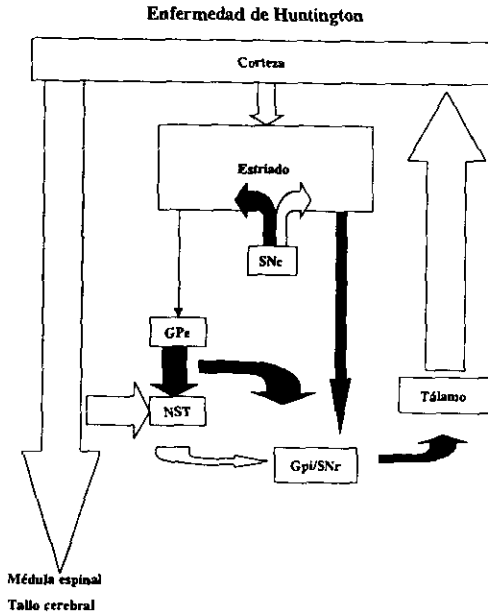 Enfermedad de Huntington
Corteza
Estriado
SNc
GPe
NST
Tálamo
Gpi/SNr
Médula espinal
Tallo cerebral